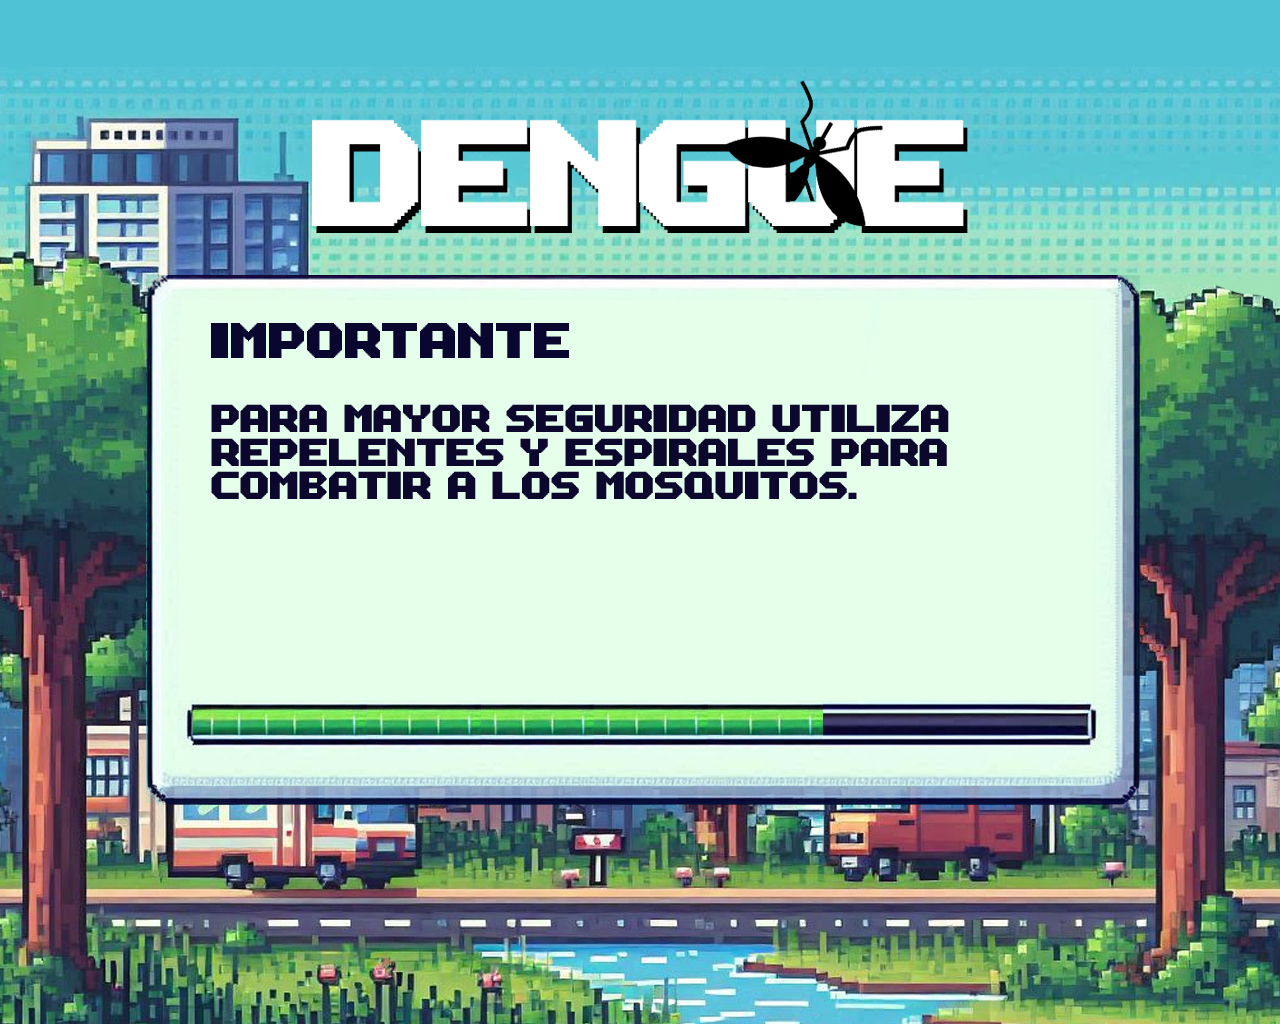 DENGUE
IMPORTANTE
PARA MAYOR SEGURIDAD UTILIZA
REPELENTES Y ESPIRALES PARA
COMBATIR A LOS MOSQUITOS.